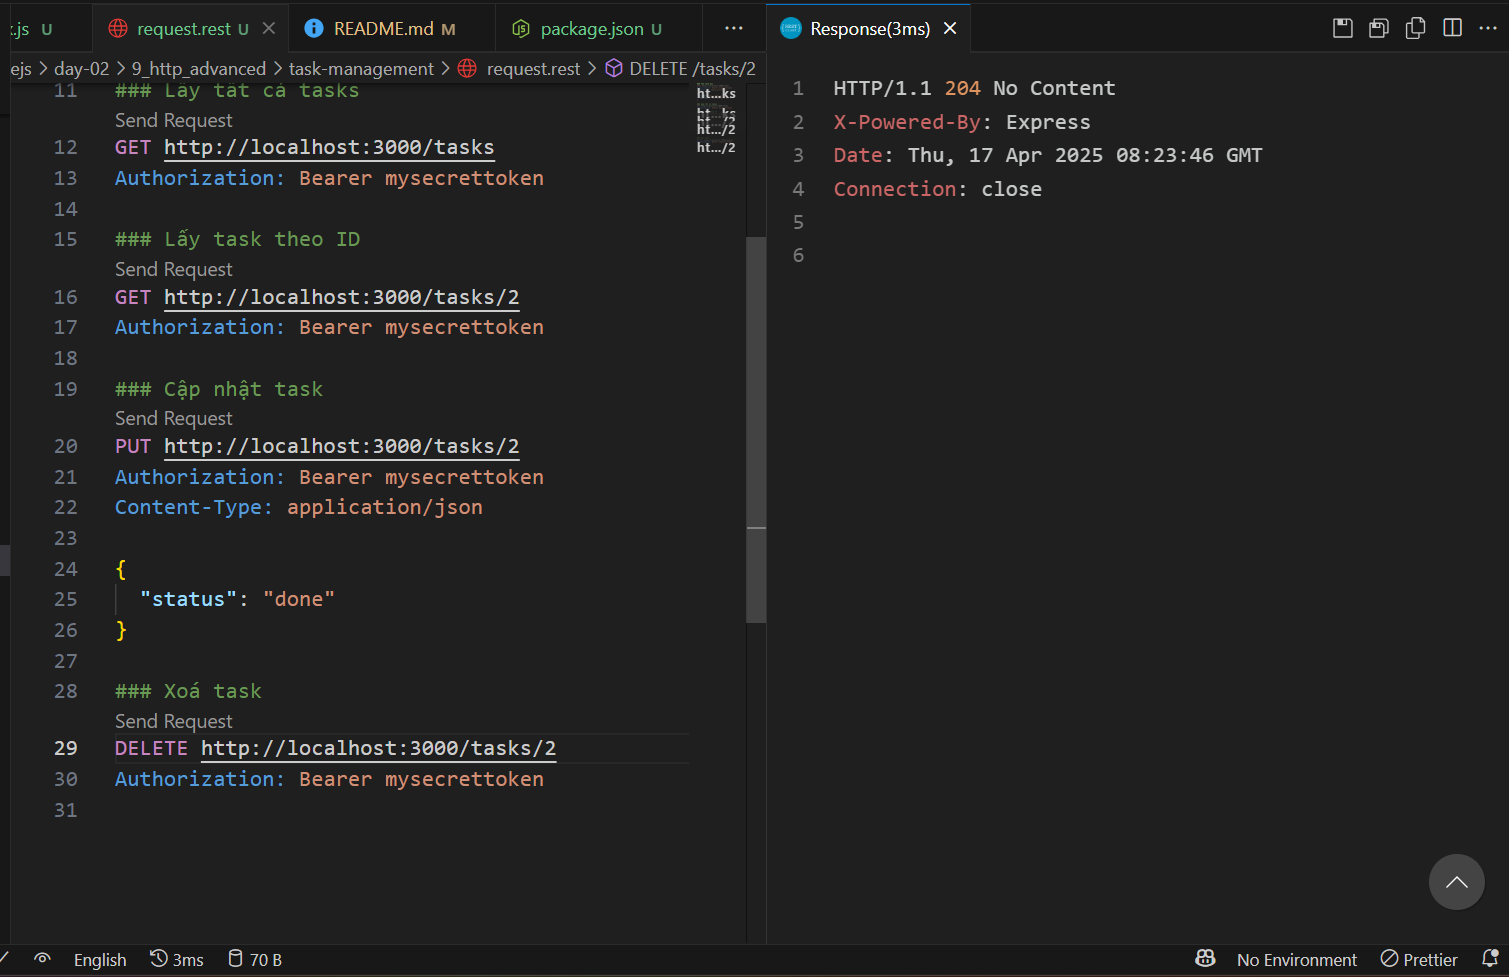 .js U
request.rest U
README.md M
package.json U
Response(3ms)
ejs > day-02 > 9_http_advanced > task-management > request.rest > DELETE /tasks/2
11 ### Lấy tất cả tasks
Send Request
12 GET http://localhost:3000/tasks
13 Authorization: Bearer mysecrettoken
14
15 ### Lấy task theo ID
Send Request
16 GET http://localhost:3000/tasks/2
17 Authorization: Bearer mysecrettoken
18
19 ### Cập nhật task
Send Request
20 PUT http://localhost:3000/tasks/2
21 Authorization: Bearer mysecrettoken
22 Content-Type: application/json
23
24 {
25 "status": "done"
26 }
27
28 ### Xoá task
Send Request
29 DELETE http://localhost:3000/tasks/2
30 Authorization: Bearer mysecrettoken
31
ht...ks
ht.../2
ht.../2
1 HTTP/1.1 204 No Content
2 X-Powered-By: Express
3 Date: Thu, 17 Apr 2025 08:23:46 GMT
4 Connection: close
5
6
English 3ms 70 B
No Environment Prettier